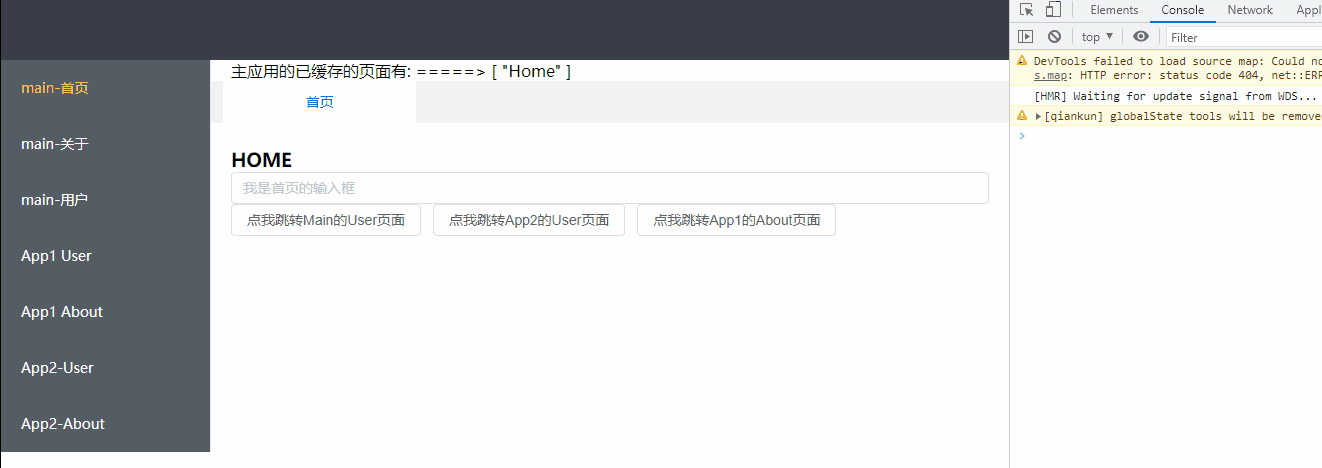 main-首页
main-关于
main-用户
App1 User
App1 About
App2-User
App2-About
主应用的已缓存的页面有: =====> [ "Home" ]
首页
HOME
我是首页的输入框
点我跳转Main的User页面 点我跳转App2的User页面 点我跳转App1的About页面
Elements Console Network Appl
top ▼ Filter
DevTools failed to load source map: Could no
s.map: HTTP error: status code 404, net::ERR
[HMR] Waiting for update signal from WDS...
[qiankun] globalState tools will be removed